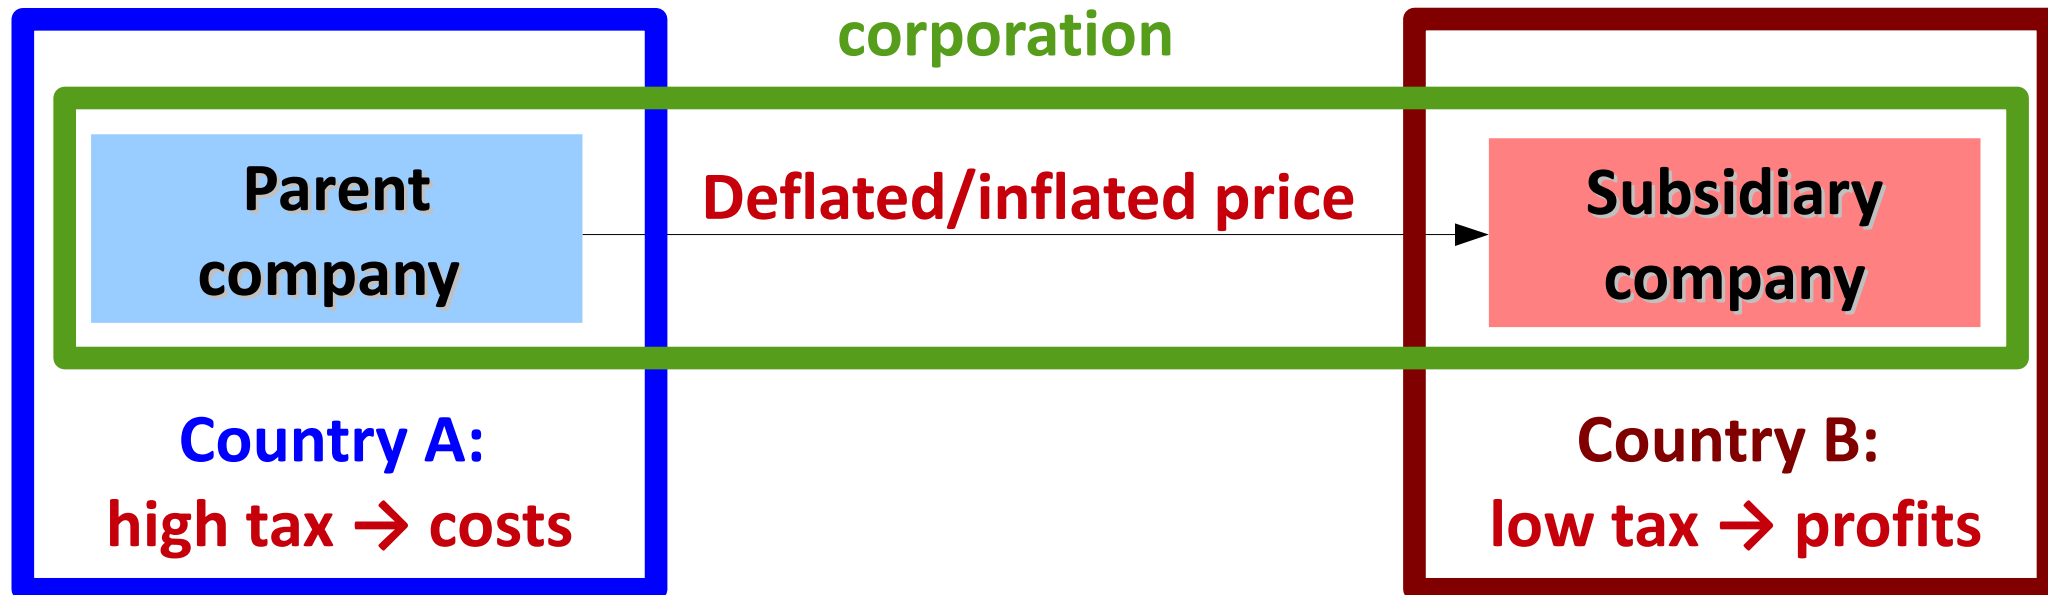 corporation
Parent
company
Deflated/inflated price
Subsidiary
company
Country A:
high tax → costs
Country B:
low tax → profits